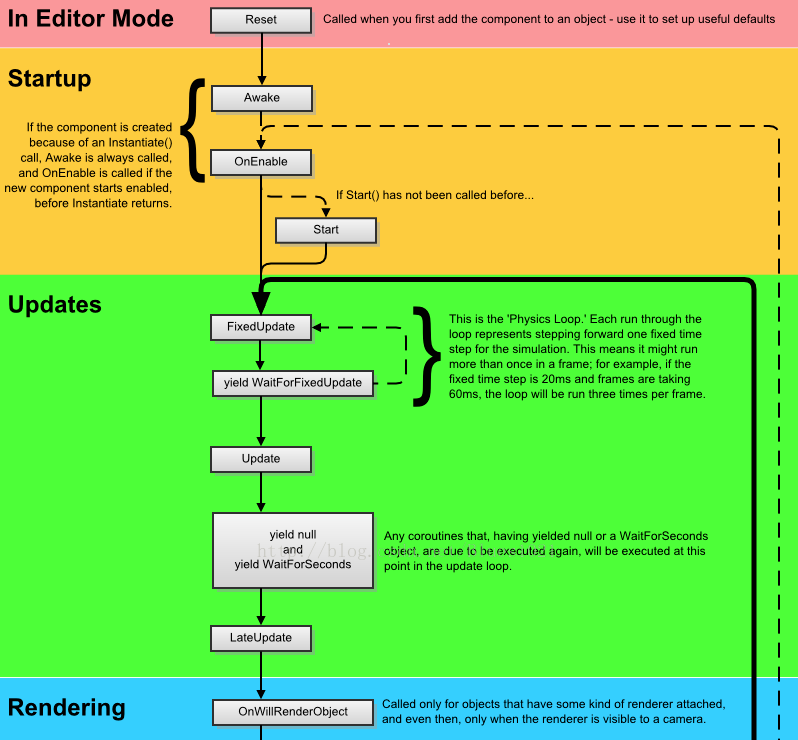 In Editor Mode
Reset
Called when you first add the component to an object - use it to set up useful defaults
Startup
Awake
If the component is created
because of an Instantiate()
call, Awake is always called,
and OnEnable is called if the
new component starts enabled,
before Instantiate returns.
OnEnable
If Start() has not been called before...
Start
Updates
FixedUpdate
This is the 'Physics Loop.' Each run through the
loop represents stepping forward one fixed time
step for the simulation. This means it might run
more than once in a frame; for example, if the
fixed time step is 20ms and frames are taking
60ms, the loop will be run three times per frame.
yield WaitForFixedUpdate
Update
yield null
and
yield WaitForSeconds
Any coroutines that, having yielded null or a WaitForSeconds
object, are due to be executed again, will be executed at this
point in the update loop.
http://blog.
LateUpdate
Rendering
OnWillRenderObject
Called only for objects that have some kind of renderer attached,
and even then, only when the renderer is visible to a camera.